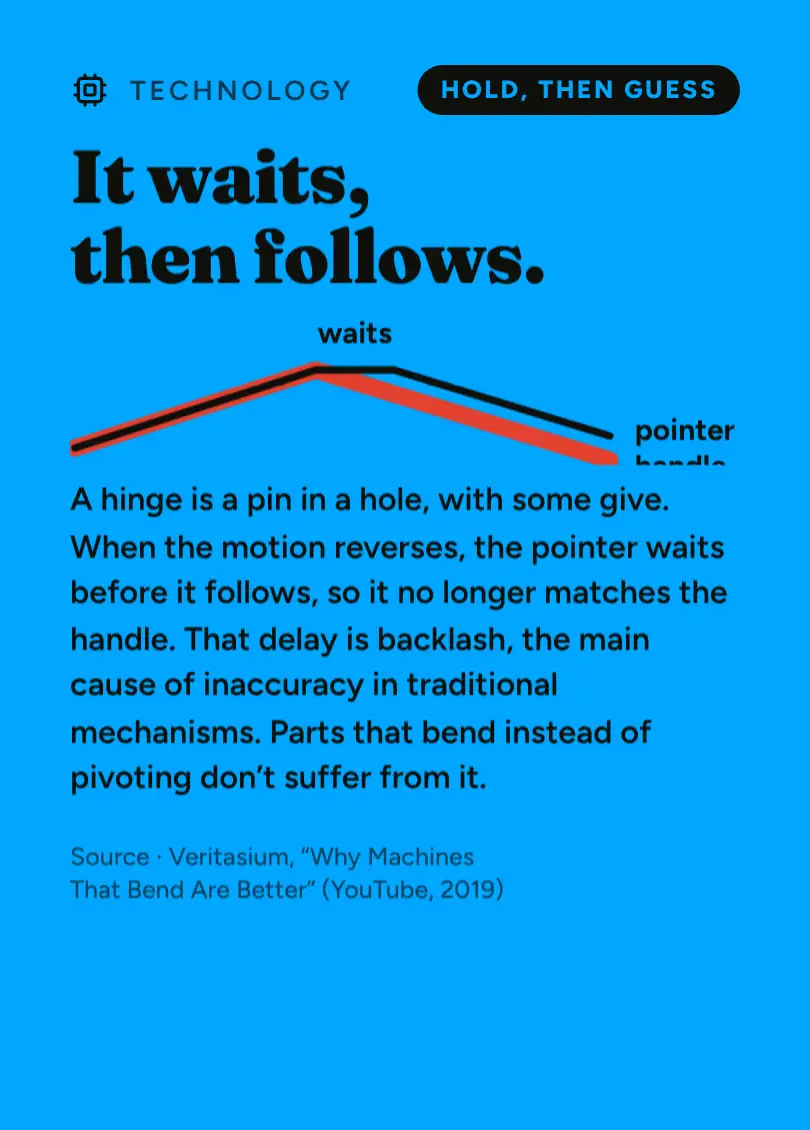 TECHNOLOGY
HOLD, THEN GUESS
It waits,
then follows.
waits
pointer
handle
A hinge is a pin in a hole, with some give.
When the motion reverses, the pointer waits
before it follows, so it no longer matches the
handle. That delay is backlash, the main
cause of inaccuracy in traditional
mechanisms. Parts that bend instead of
pivoting don’t suffer from it.
Source · Veritasium, “Why Machines
That Bend Are Better” (YouTube, 2019)